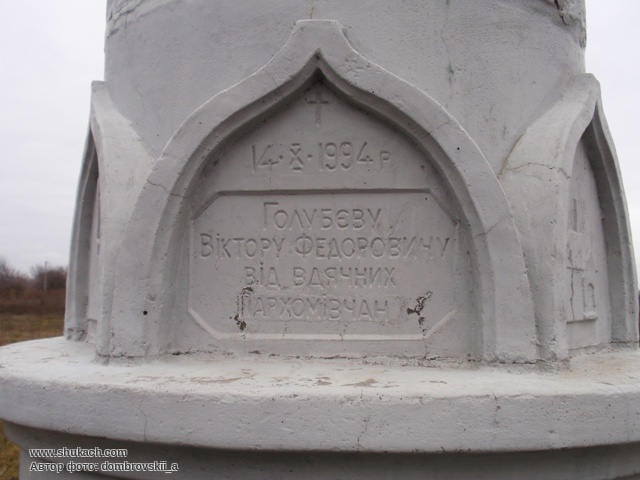 14·X·1994 р
Голубєву
Віктору Федоровичу
від вдячних
Пархомівчан
www.shukach.com
Автор фото: dombrovskii_a